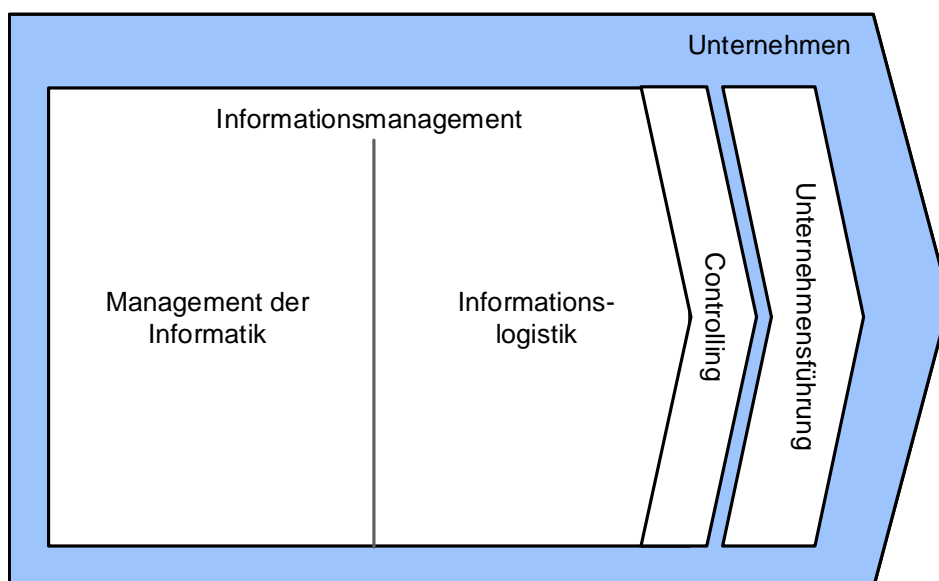 Unternehmen
Informationsmanagement
Management der
Informatik
Informations-
logistik
Controlling
Unternehmensführung